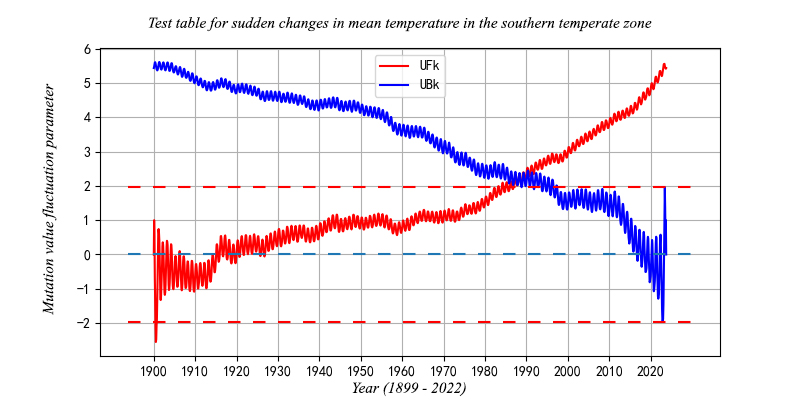 Test table for sudden changes in mean temperature in the southern temperate zone
UFk
UBk
Mutation value fluctuation parameter
6
5
4
3
2
1
0
−1
−2
1900 1910 1920 1930 1940 1950 1960 1970 1980 1990 2000 2010 2020
Year (1899 - 2022)